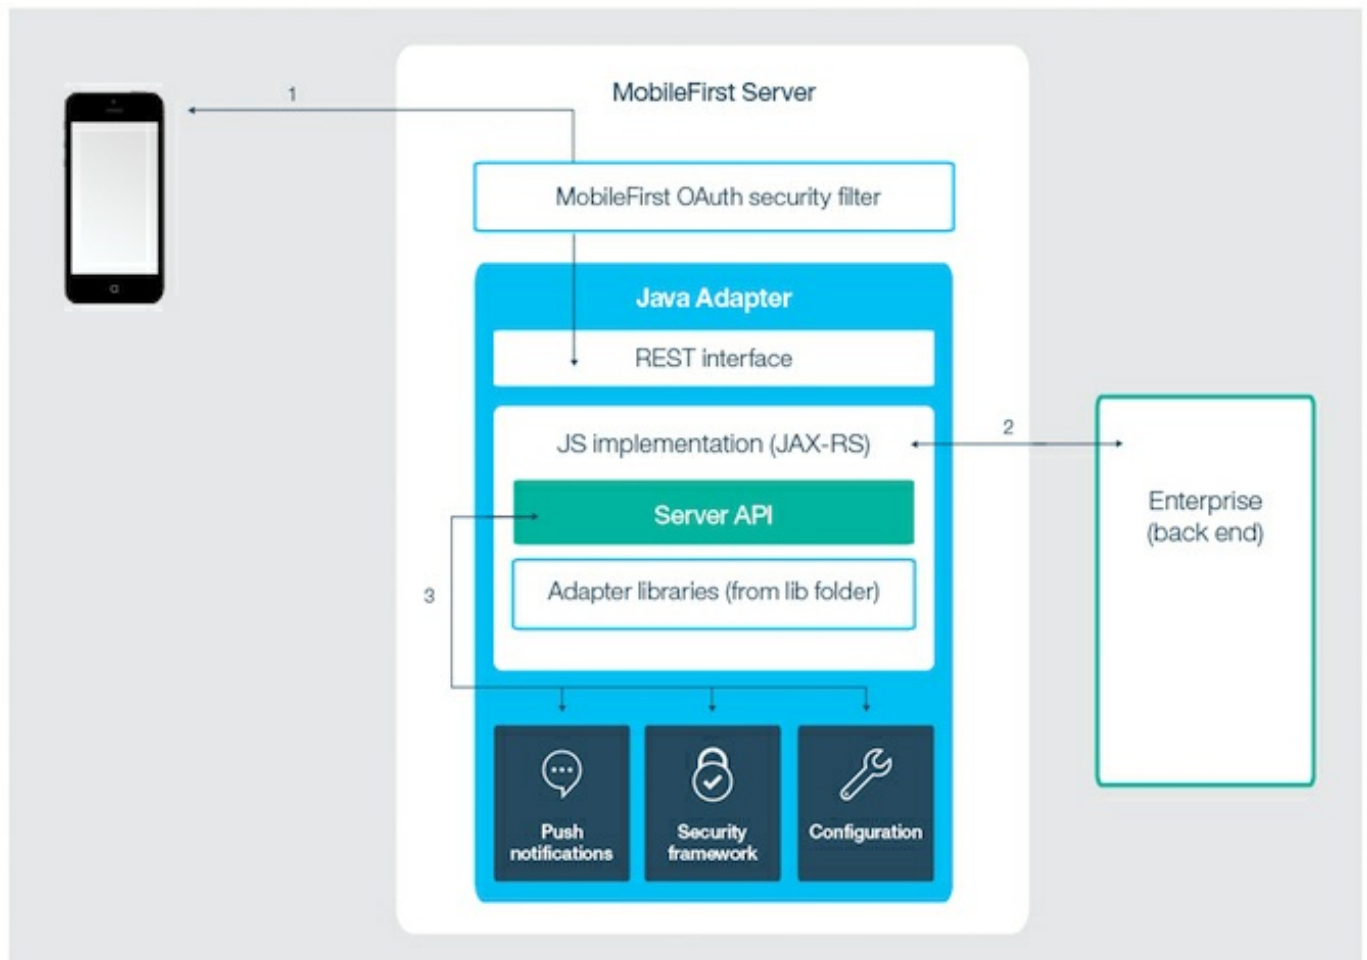 1
MobileFirst Server
MobileFirst OAuth security filter
Java Adapter
REST interface
JS implementation (JAX-RS)
2
Server API
Enterprise
(back end)
3
Adapter libraries (from lib folder)
Push
notifications
Security
framework
Configuration